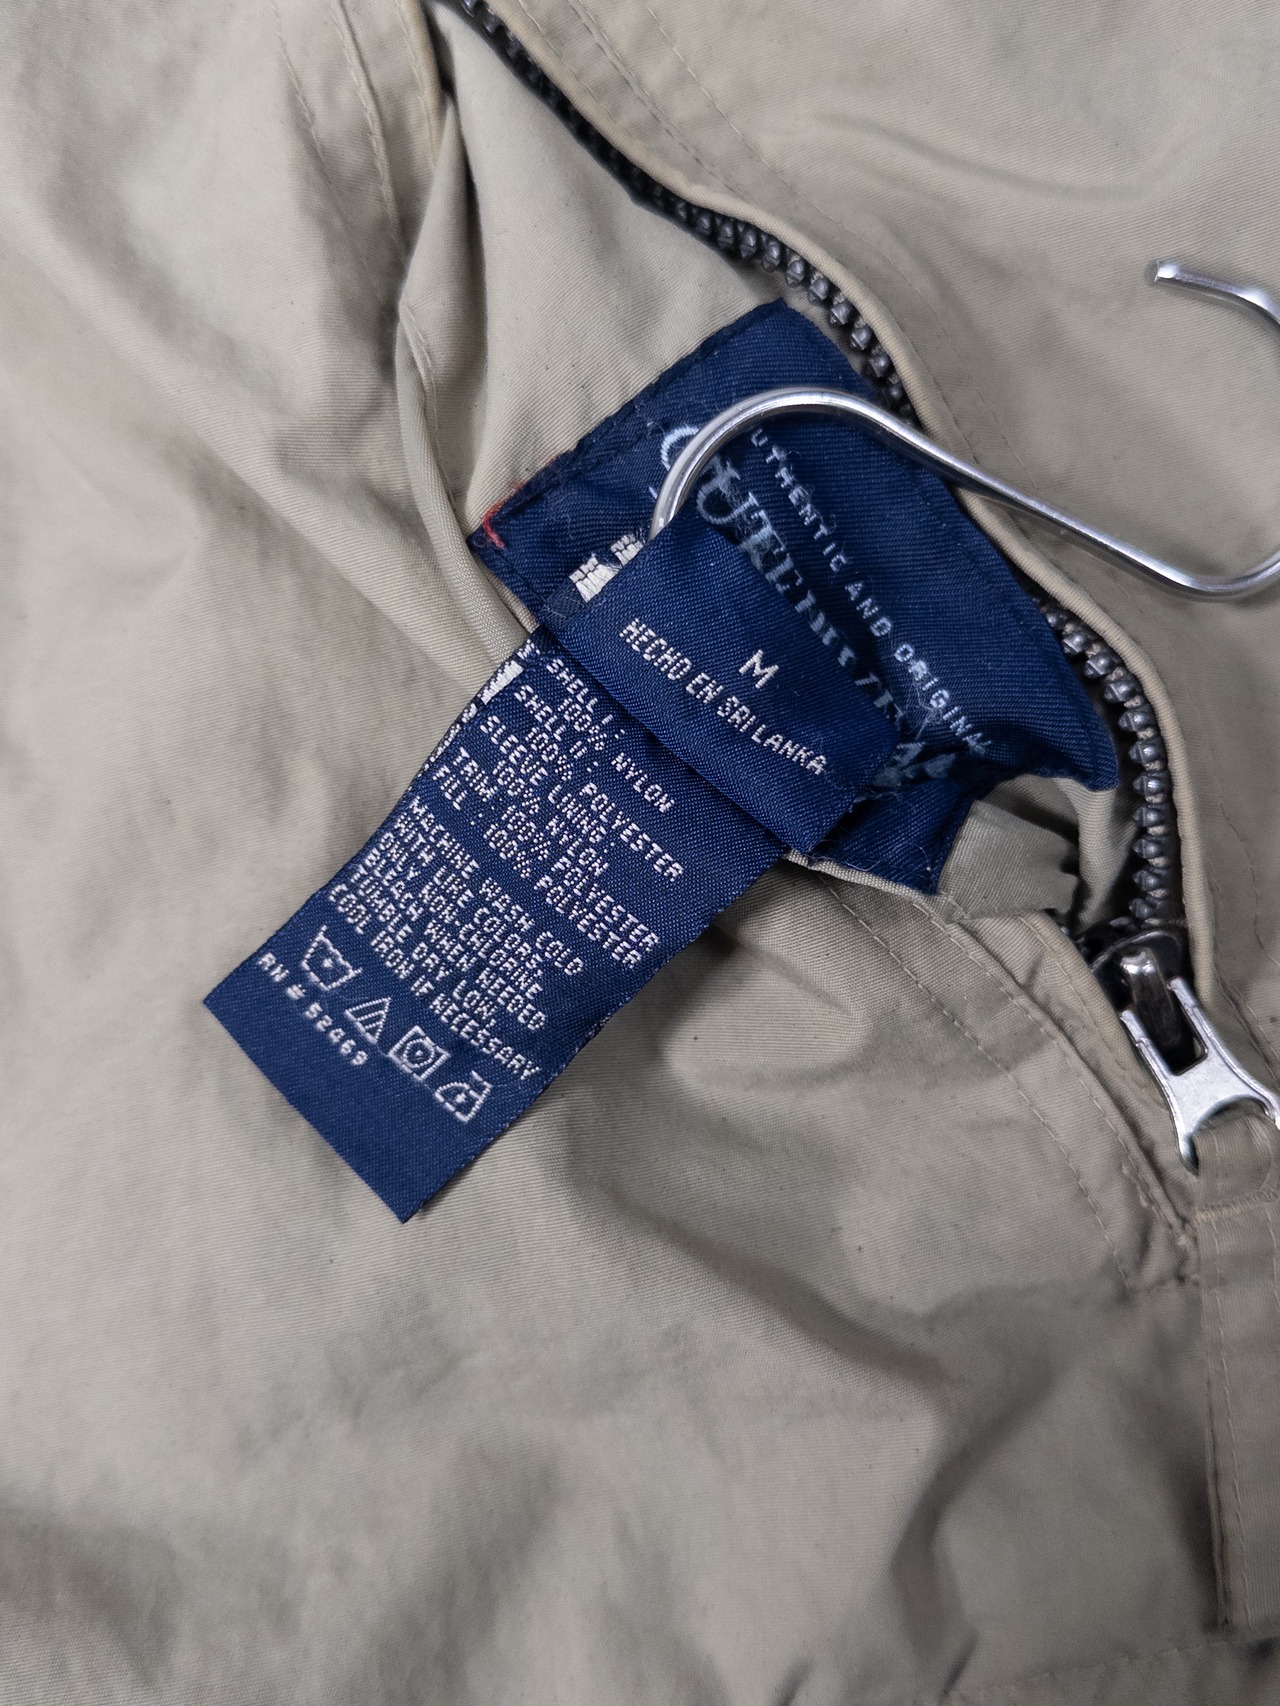 AUTHENTIC AND ORIGINAL
OUTERWEAR
M
HECHO EN SRI LANKA
SHELL I:
100% NYLON
SHELL II:
100% POLYESTER
SLEEVE LINING:
100% NYLON
TRIM: 100% POLYESTER
FILL: 100% POLYESTER
MACHINE WASH COLD
WITH LIKE COLORS
ONLY NON-CHLORINE
BLEACH WHEN NEEDED
TUMBLE DRY LOW
COOL IRON IF NECESSARY
RN # 52469